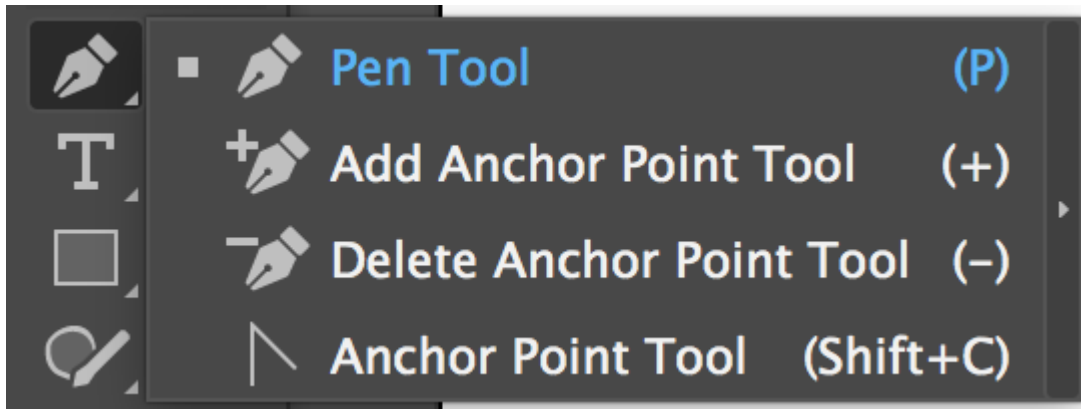 Pen Tool (P)
Add Anchor Point Tool (+)
Delete Anchor Point Tool (–)
Anchor Point Tool (Shift+C)